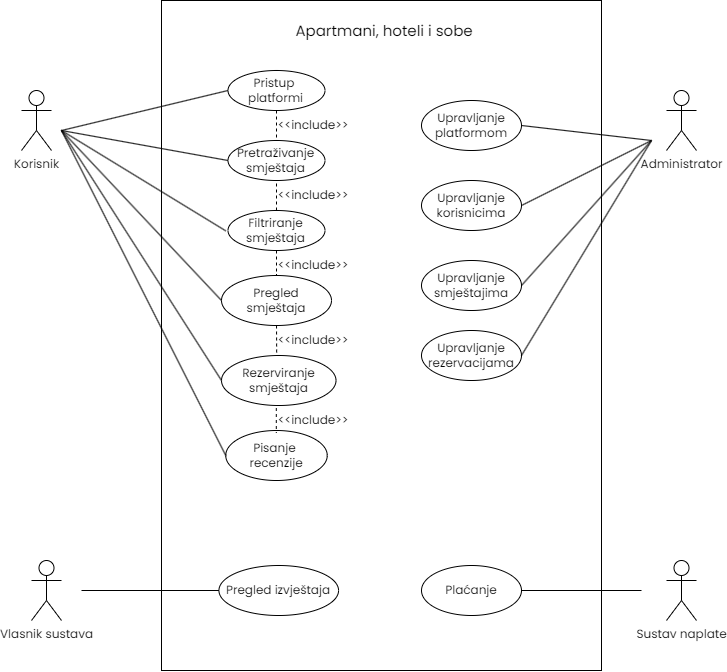 Apartmani, hoteli i sobe
Korisnik
Pristup
platformi
<<include>>
Pretraživanje
smještaja
<<include>>
Filtriranje
smještaja
<<include>>
Pregled
smještaja
<<include>>
Rezerviranje
smještaja
<<include>>
Pisanje
recenzije
Upravljanje
platformom
Upravljanje
korisnicima
Upravljanje
smještajima
Upravljanje
rezervacijama
Administrator
Vlasnik sustava
Pregled izvještaja
Plaćanje
Sustav naplate